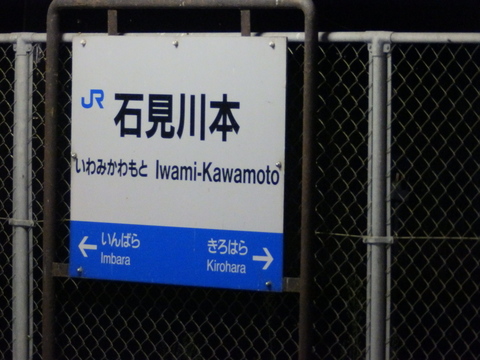 JR 石見川本
いわみかわもと Iwami-Kawamoto
← いんばら きろはら →
Imbara Kirohara